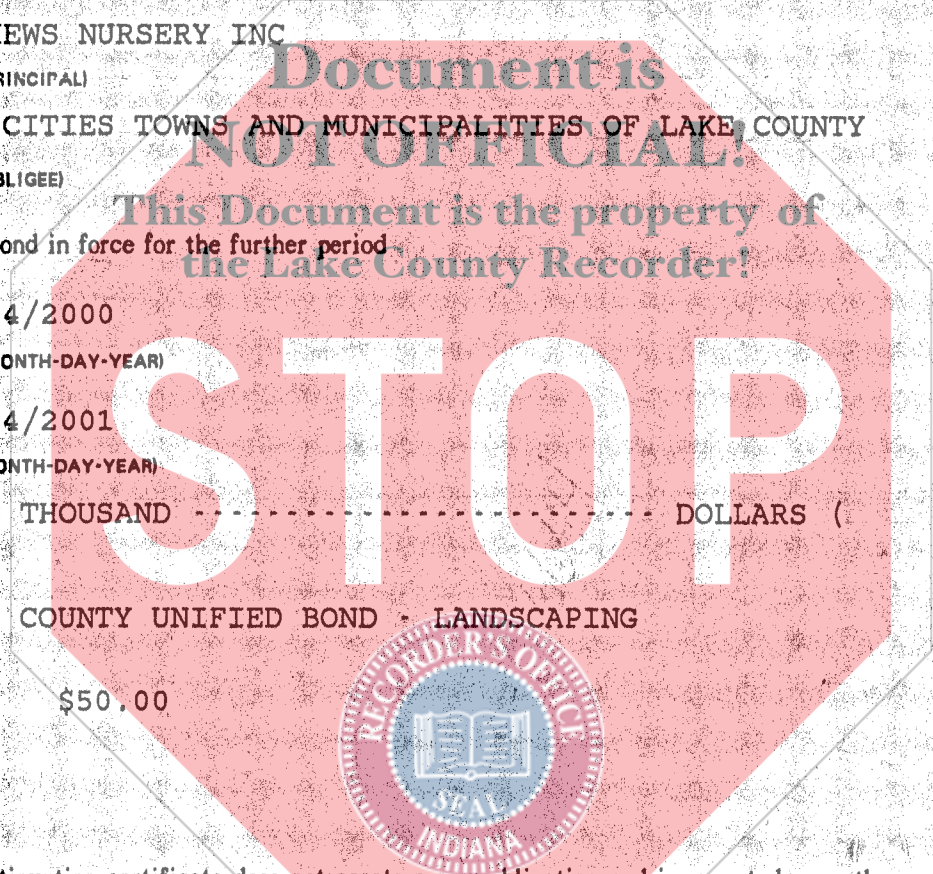 IEWS NURSERY INC
RINCIPAL)
Document is
CITIES TOWNS AND MUNICIPALITIES OF LAKE COUNTY
NOT OFFICIAL!
BLIGEE)
This Document is the property of
ond in force for the further period
the Lake County Recorder!
4/2000
ONTH-DAY-YEAR)
STOP
4/2001
ONTH-DAY-YEAR)
THOUSAND ------------------------- DOLLARS (
COUNTY UNIFIED BOND - LANDSCAPING
$50.00
RECORDER'S OFFICE
SEAL
INDIANA